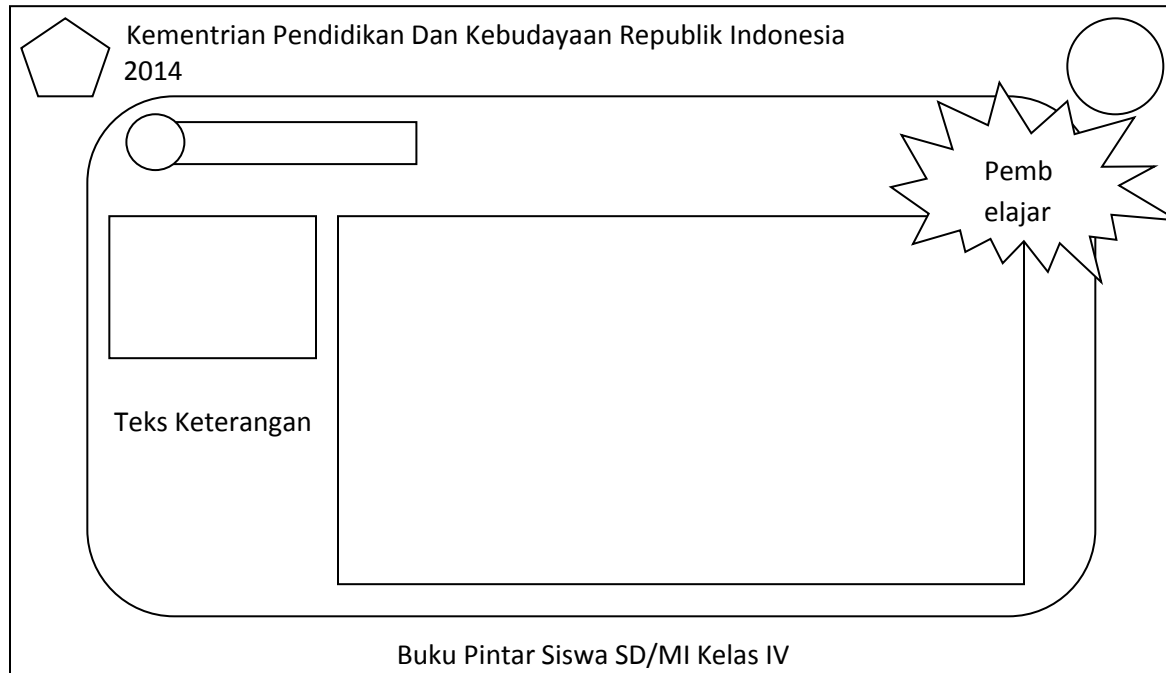 Kementrian Pendidikan Dan Kebudayaan Republik Indonesia
2014
Pemb
elajar
Teks Keterangan
Buku Pintar Siswa SD/MI Kelas IV